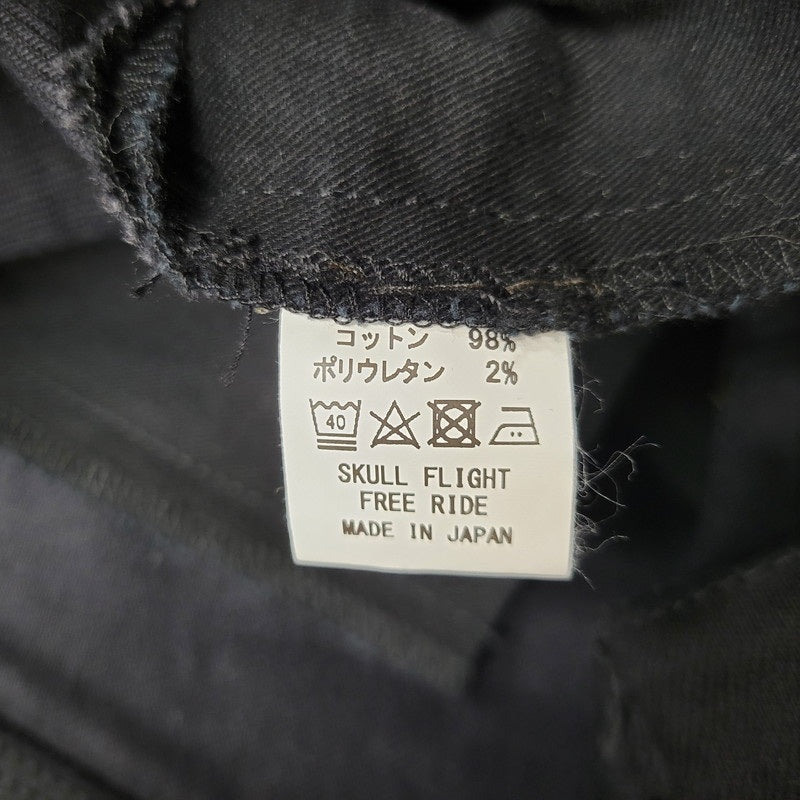 コットン 98%
ポリウレタン 2%
40
SKULL FLIGHT
FREE RIDE
MADE IN JAPAN